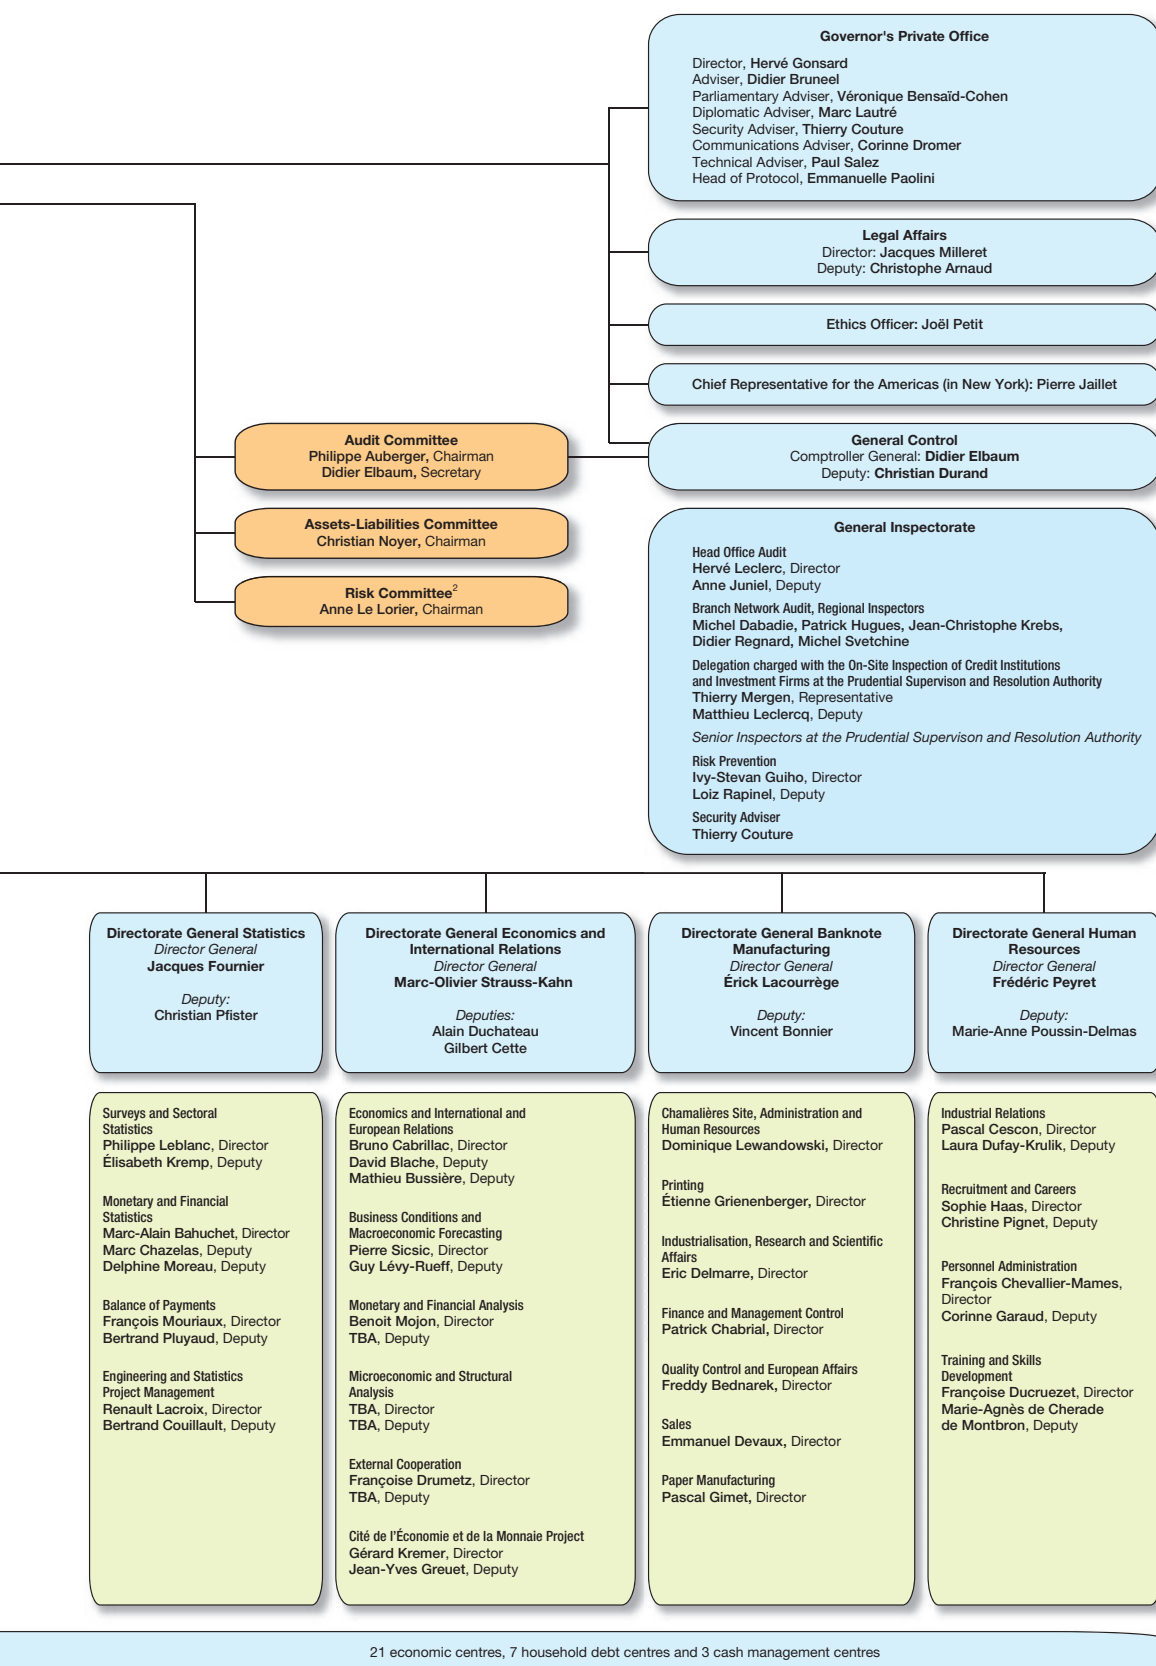 Governor's Private Office
Director, Hervé Gonsard
Adviser, Didier Bruneel
Parliamentary Adviser, Véronique Bensaïd-Cohen
Diplomatic Adviser, Marc Lautré
Security Adviser, Thierry Couture
Communications Adviser, Corinne Dromer
Technical Adviser, Paul Salez
Head of Protocol, Emmanuelle Paolini
Legal Affairs
Director: Jacques Milleret
Deputy: Christophe Arnaud
Ethics Officer: Joël Petit
Chief Representative for the Americas (in New York): Pierre Jaillet
Audit Committee
Philippe Auberger, Chairman
Didier Elbaum, Secretary
General Control
Comptroller General: Didier Elbaum
Deputy: Christian Durand
Assets-Liabilities Committee
Christian Noyer, Chairman
Risk Committee2
Anne Le Lorier, Chairman
General Inspectorate
Head Office Audit
Hervé Leclerc, Director
Anne Juniel, Deputy
Branch Network Audit, Regional Inspectors
Michel Dabadie, Patrick Hugues, Jean-Christophe Krebs,
Didier Regnard, Michel Svetchine
Delegation charged with the On-Site Inspection of Credit Institutions
and Investment Firms at the Prudential Supervison and Resolution Authority
Thierry Mergen, Representative
Matthieu Leclercq, Deputy
Senior Inspectors at the Prudential Supervison and Resolution Authority
Risk Prevention
Ivy-Stevan Guiho, Director
Loiz Rapinel, Deputy
Security Adviser
Thierry Couture
Directorate General Statistics
Director General
Jacques Fournier
Deputy:
Christian Pfister
Directorate General Economics and
International Relations
Director General
Marc-Olivier Strauss-Kahn
Deputies:
Alain Duchateau
Gilbert Cette
Directorate General Banknote
Manufacturing
Director General
Érick Lacourrège
Deputy:
Vincent Bonnier
Directorate General Human
Resources
Director General
Frédéric Peyret
Deputy:
Marie-Anne Poussin-Delmas
Surveys and Sectoral
Statistics
Philippe Leblanc, Director
Élisabeth Kremp, Deputy
Monetary and Financial
Statistics
Marc-Alain Bahuchet, Director
Marc Chazelas, Deputy
Delphine Moreau, Deputy
Balance of Payments
François Mouriaux, Director
Bertrand Pluyaud, Deputy
Engineering and Statistics
Project Management
Renault Lacroix, Director
Bertrand Couillault, Deputy
Economics and International and
European Relations
Bruno Cabrillac, Director
David Blache, Deputy
Mathieu Bussière, Deputy
Business Conditions and
Macroeconomic Forecasting
Pierre Sicsic, Director
Guy Lévy-Rueff, Deputy
Monetary and Financial Analysis
Benoit Mojon, Director
TBA, Deputy
Microeconomic and Structural
Analysis
TBA, Director
TBA, Deputy
External Cooperation
Françoise Drumetz, Director
TBA, Deputy
Cité de l'Économie et de la Monnaie Project
Gérard Kremer, Director
Jean-Yves Greuet, Deputy
Chamalières Site, Administration and
Human Resources
Dominique Lewandowski, Director
Printing
Étienne Grienenberger, Director
Industrialisation, Research and Scientific
Affairs
Eric Delmarre, Director
Finance and Management Control
Patrick Chabrial, Director
Quality Control and European Affairs
Freddy Bednarek, Director
Sales
Emmanuel Devaux, Director
Paper Manufacturing
Pascal Gimet, Director
Industrial Relations
Pascal Cescon, Director
Laura Dufay-Krulik, Deputy
Recruitment and Careers
Sophie Haas, Director
Christine Pignet, Deputy
Personnel Administration
François Chevallier-Mames,
Director
Corinne Garaud, Deputy
Training and Skills
Development
Françoise Ducruezet, Director
Marie-Agnès de Cherade
de Montbron, Deputy
21 economic centres, 7 household debt centres and 3 cash management centres